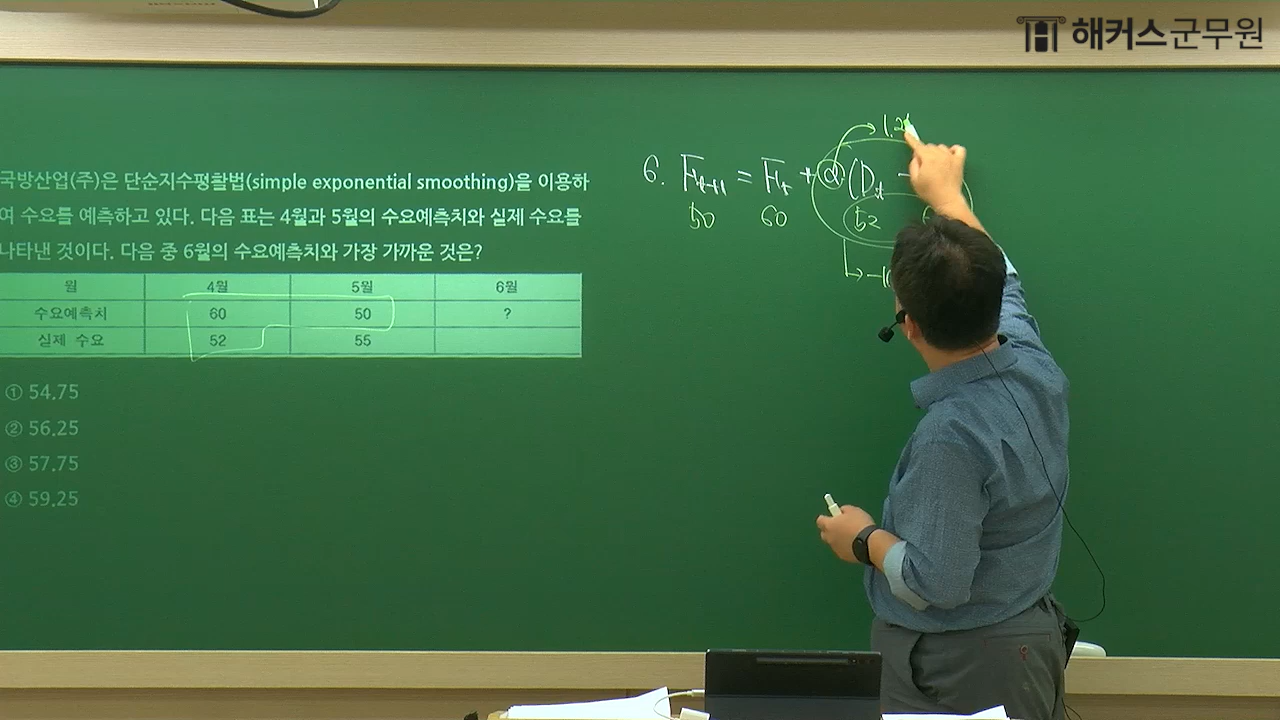 해커스군무원
국방산업(주)은 단순지수평활법(simple exponential smoothing)을 이용하
여 수요를 예측하고 있다. 다음 표는 4월과 5월의 수요예측치와 실제 수요를
나타낸 것이다. 다음 중 6월의 수요예측치와 가장 가까운 것은?
월 4월 5월 6월
수요예측치 60 50 ?
실제 수요 52 55
① 54.75
② 56.25
③ 57.75
④ 59.25
1.2
6. Ft+1 = Ft + α(Dt -
50 60 52